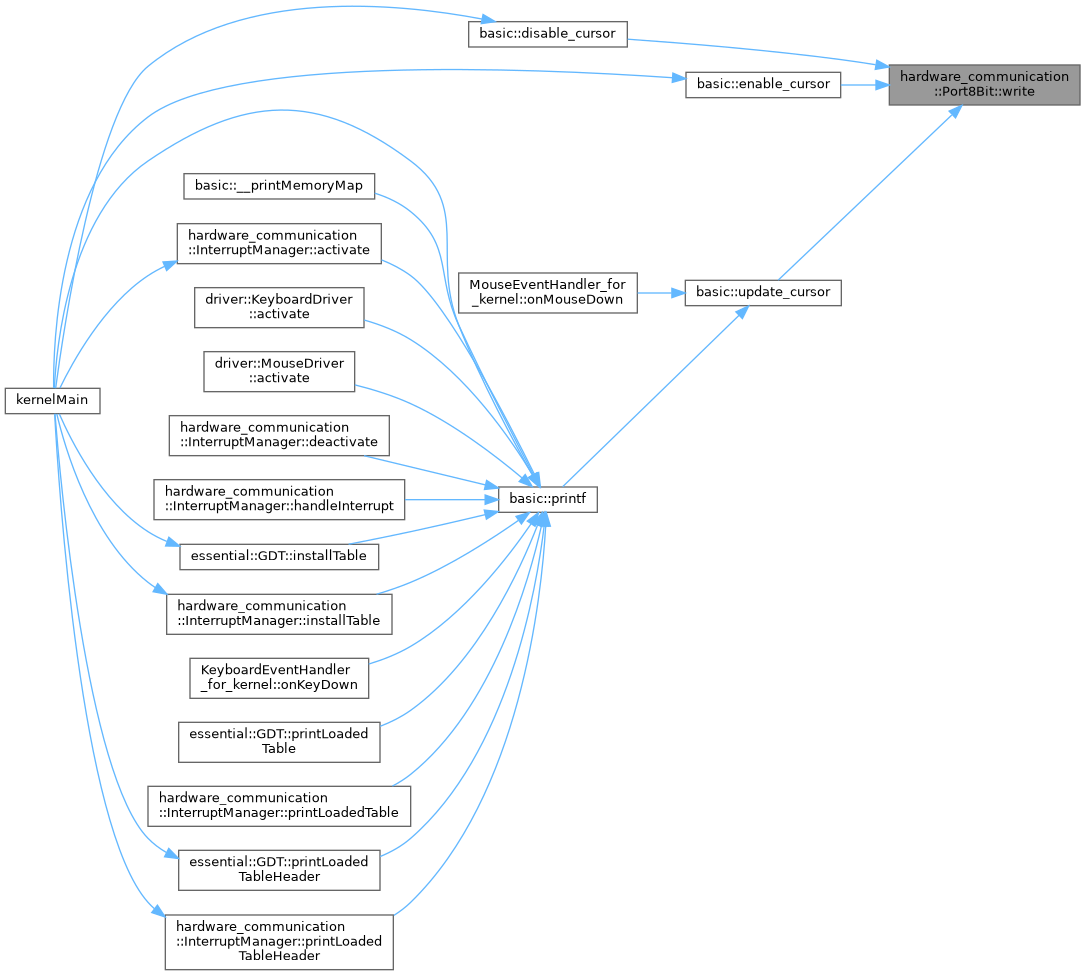 basic::disable_cursor
hardware_communication
::Port8Bit::write
basic::enable_cursor
basic::__printMemoryMap
hardware_communication
::InterruptManager::activate
MouseEventHandler_for
_kernel::onMouseDown
basic::update_cursor
driver::KeyboardDriver
::activate
driver::MouseDriver
::activate
kernelMain
hardware_communication
::InterruptManager::deactivate
hardware_communication
::InterruptManager::handleInterrupt
basic::printf
essential::GDT::installTable
hardware_communication
::InterruptManager::installTable
KeyboardEventHandler
_for_kernel::onKeyDown
essential::GDT::printLoaded
Table
hardware_communication
::InterruptManager::printLoadedTable
essential::GDT::printLoaded
TableHeader
hardware_communication
::InterruptManager::printLoaded
TableHeader